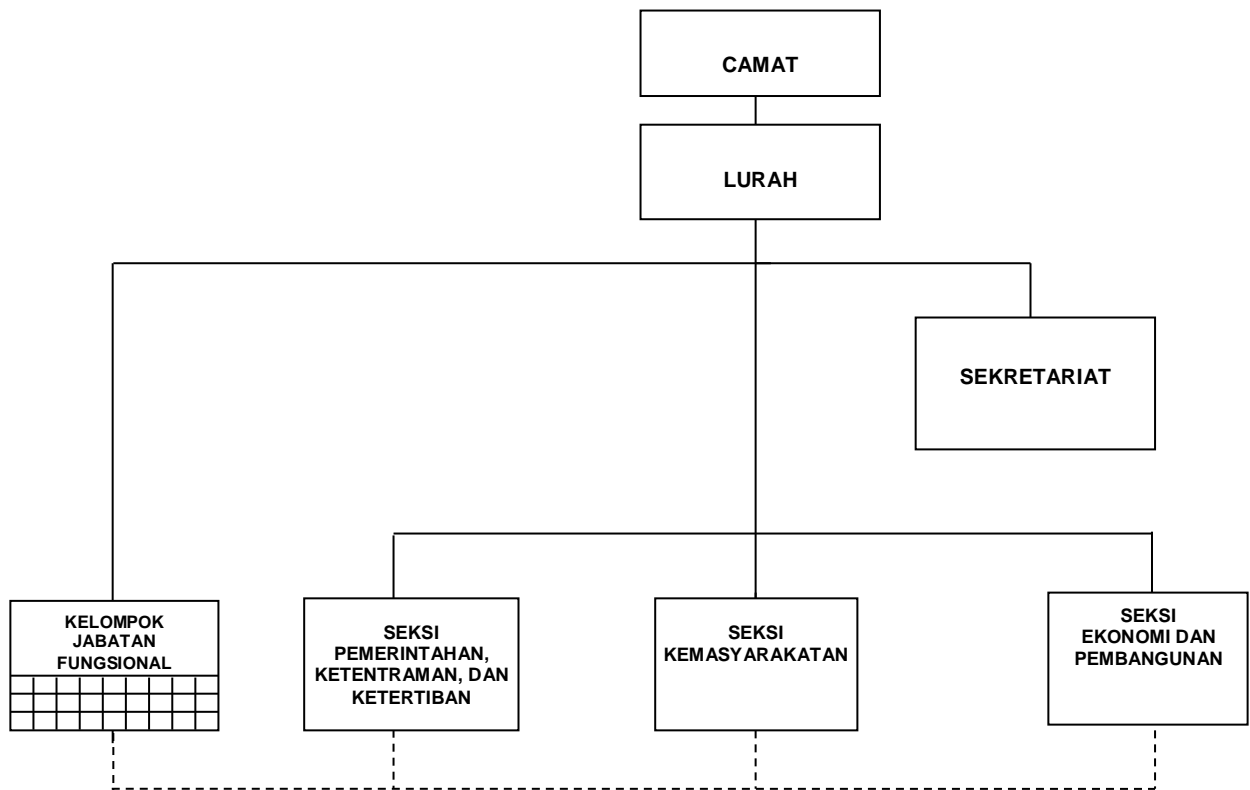 CAMAT
LURAH
SEKRETARIAT
KELOMPOK
JABATAN
FUNGSIONAL
SEKSI
PEMERINTAHAN,
KETENTRAMAN, DAN
KETERTIBAN
SEKSI
KEMASYARAKATAN
SEKSI
EKONOMI DAN
PEMBANGUNAN